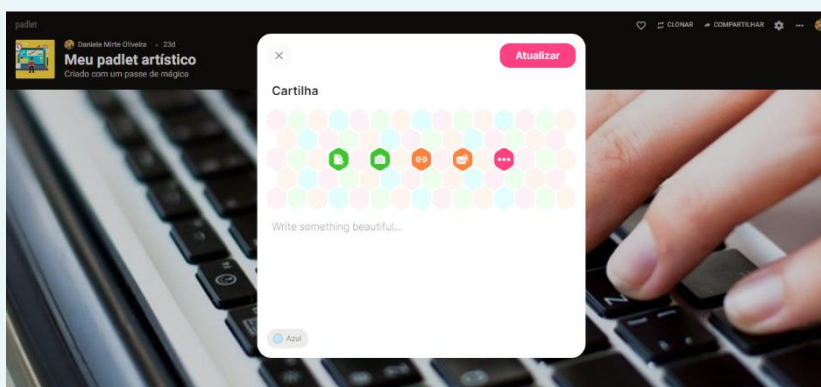 padlet
CLONAR COMPARTILHAR
Daniele Mirte Oliveira • 23d
Meu padlet artístico
Criado com um passe de mágica
Atualizar
Cartilha
Write something beautiful...
Azul